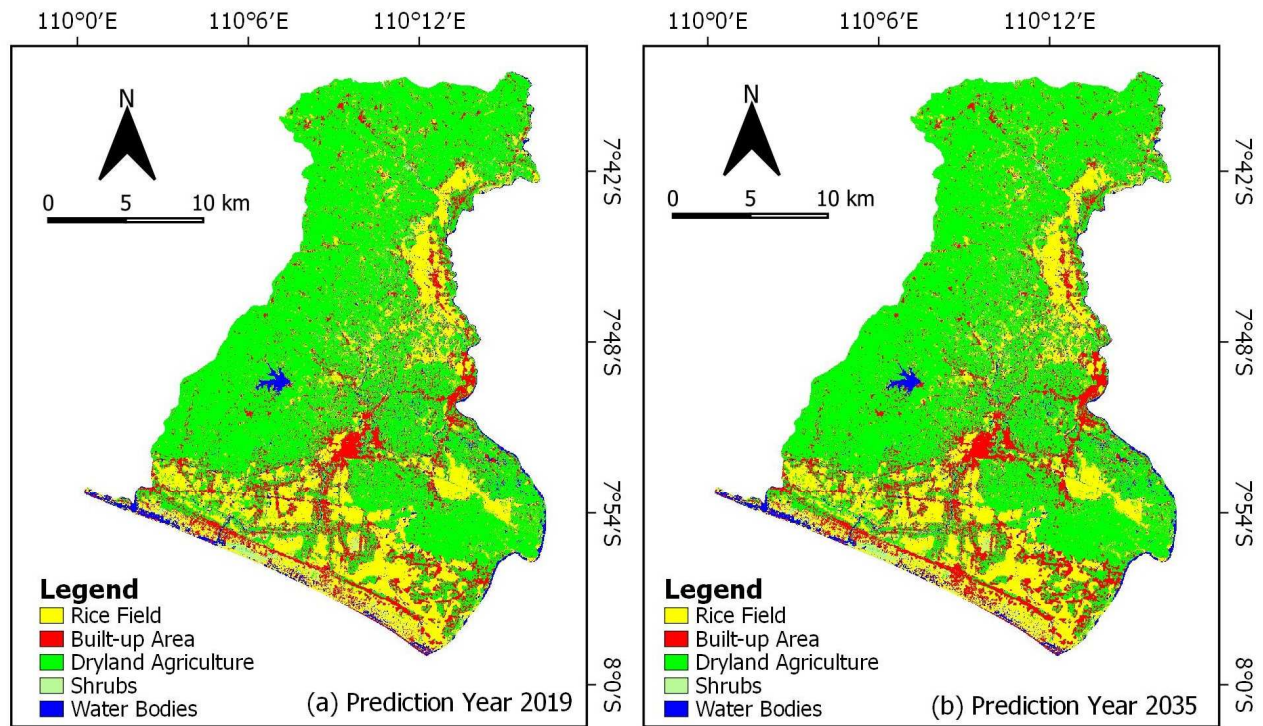 110°0′E 110°6′E 110°12′E
110°0′E 110°6′E 110°12′E
N
0 5 10 km
7°42′S
7°48′S
7°54′S
8°0′S
Legend
Rice Field
Built-up Area
Dryland Agriculture
Shrubs
Water Bodies
(a) Prediction Year 2019
N
0 5 10 km
7°42′S
7°48′S
7°54′S
8°0′S
Legend
Rice Field
Built-up Area
Dryland Agriculture
Shrubs
Water Bodies
(b) Prediction Year 2035